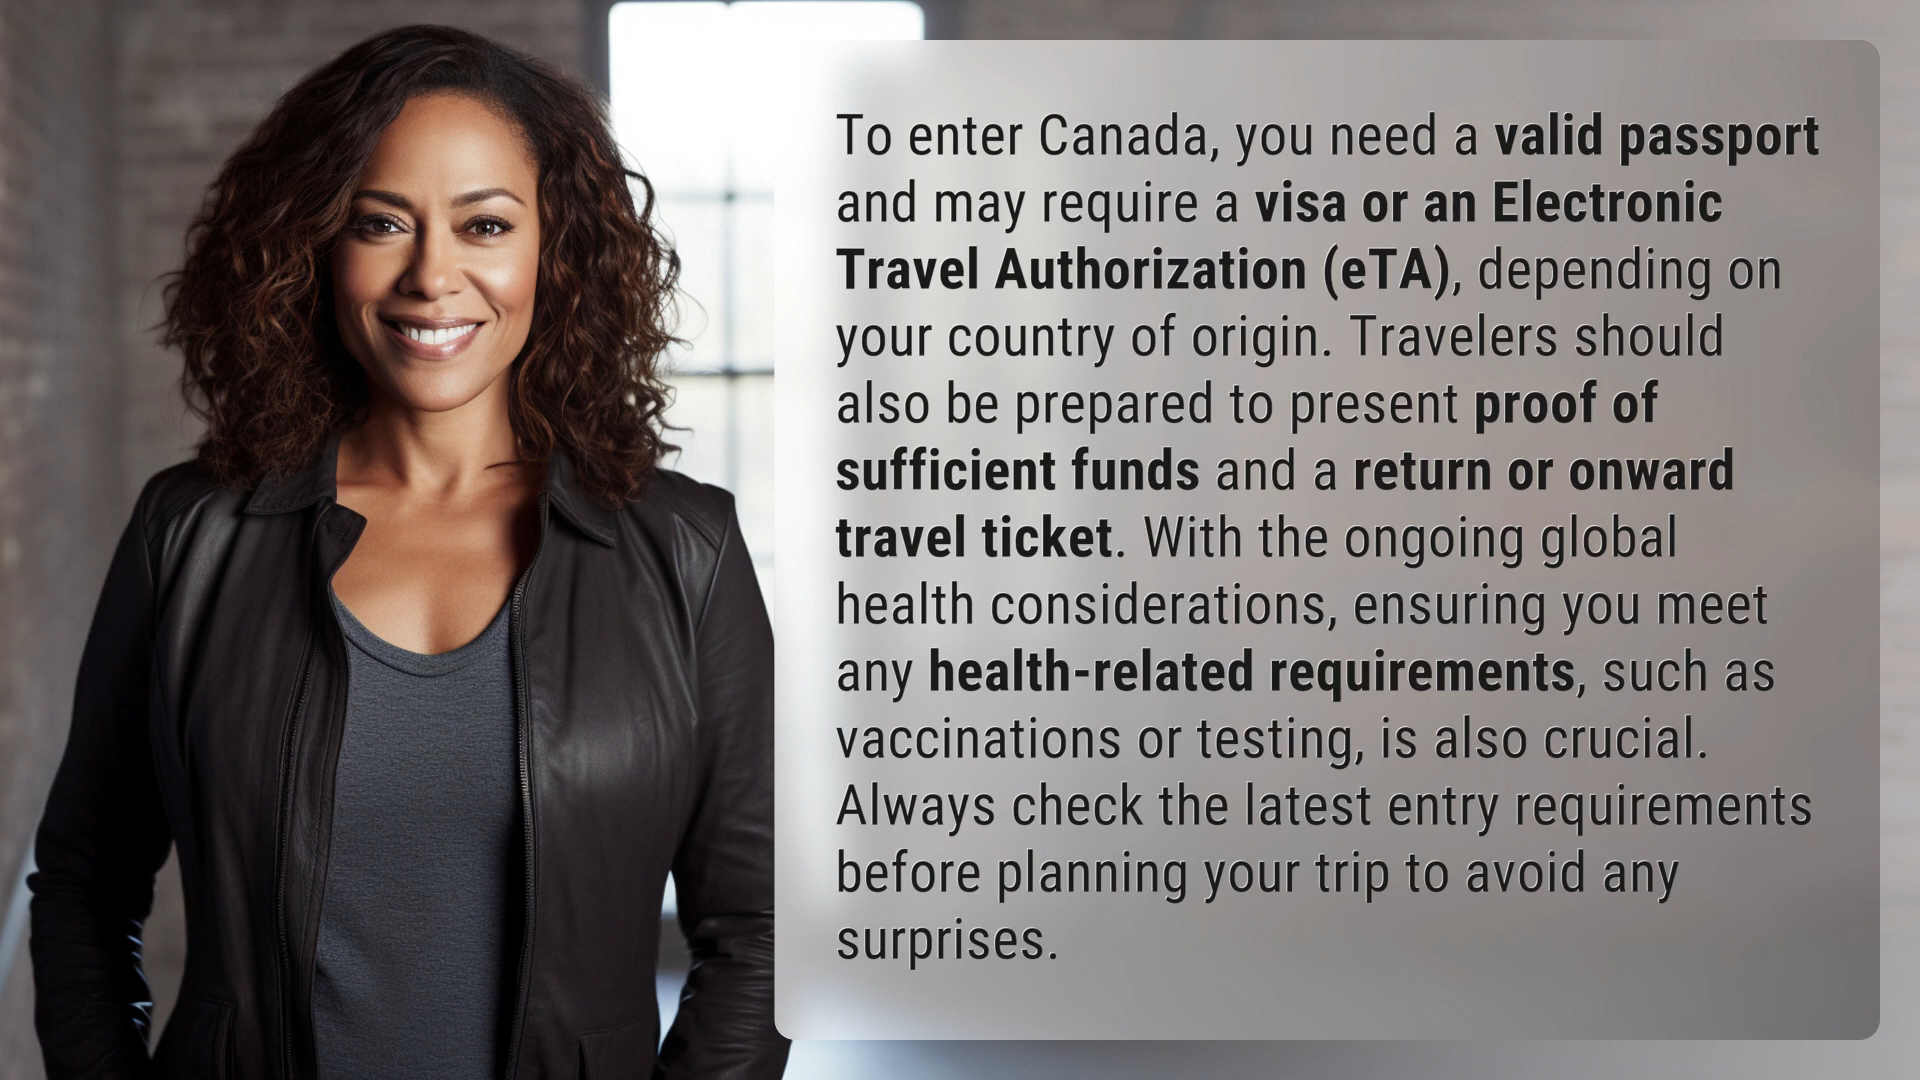 To enter Canada, you need a valid passport
and may require a visa or an Electronic
Travel Authorization (eTA), depending on
your country of origin. Travelers should
also be prepared to present proof of
sufficient funds and a return or onward
travel ticket. With the ongoing global
health considerations, ensuring you meet
any health-related requirements, such as
vaccinations or testing, is also crucial.
Always check the latest entry requirements
before planning your trip to avoid any
surprises.